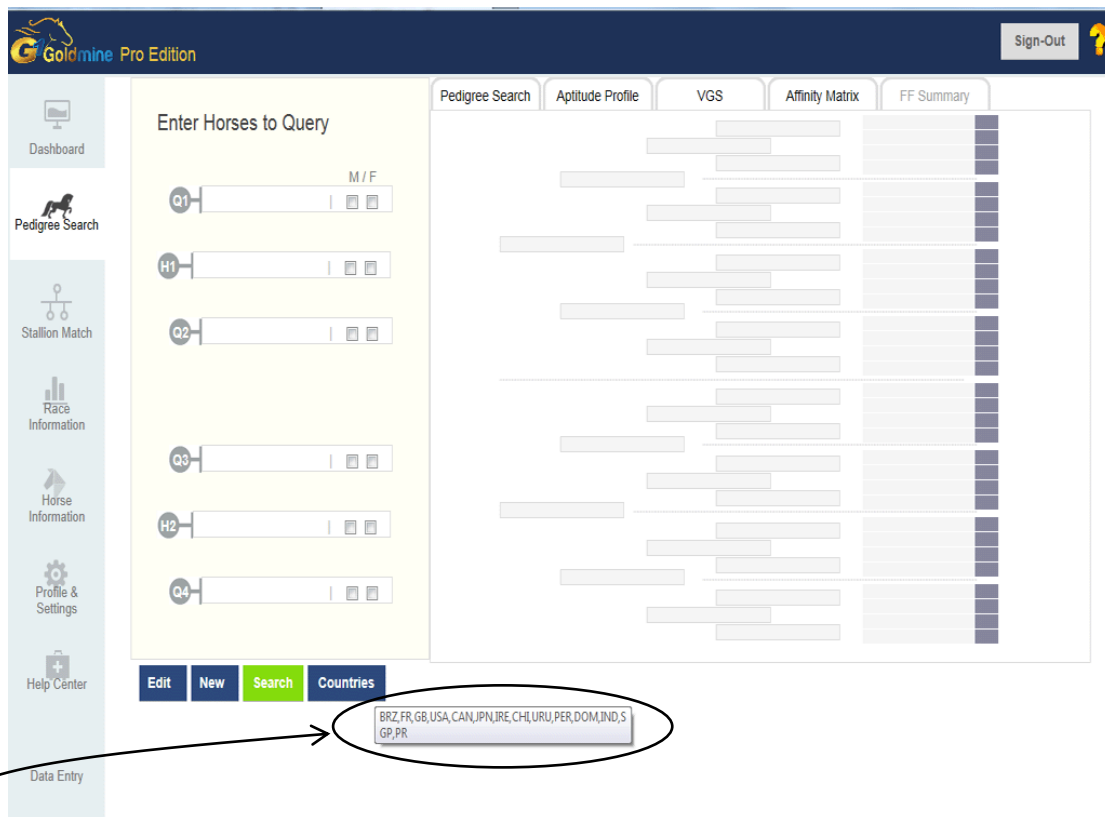 Goldmine Pro Edition
Sign-Out
?
Pedigree Search
Aptitude Profile
VGS
Affinity Matrix
FF Summary
Dashboard
Pedigree Search
Stallion Match
Race
Information
Horse
Information
Profile &
Settings
Help Center
Data Entry
Enter Horses to Query
M / F
Q1
H1
Q2
Q3
H2
Q4
Edit
New
Search
Countries
BRZ,FR,GB,USA,CAN,JPN,IRE,CHI,URU,PER,DOM,IND,S
GP,PR